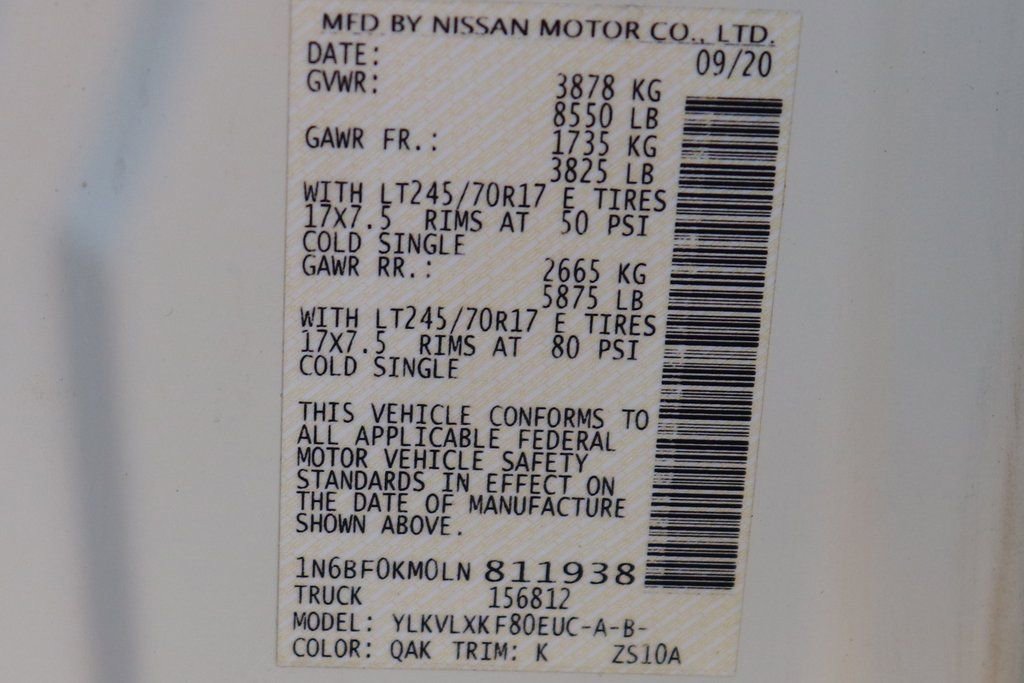 MFD BY NISSAN MOTOR CO., LTD.
DATE: 09/20
GVWR: 3878 KG
8550 LB
GAWR FR.: 1735 KG
3825 LB
WITH LT245/70R17 E TIRES
17X7.5 RIMS AT 50 PSI
COLD SINGLE
GAWR RR.: 2665 KG
5875 LB
WITH LT245/70R17 E TIRES
17X7.5 RIMS AT 80 PSI
COLD SINGLE
THIS VEHICLE CONFORMS TO
ALL APPLICABLE FEDERAL
MOTOR VEHICLE SAFETY
STANDARDS IN EFFECT ON
THE DATE OF MANUFACTURE
SHOWN ABOVE.
1N6BF0KM0LN 811938
TRUCK 156812
MODEL: YLKVLXKF80EUC-A-B-
COLOR: QAK TRIM: K ZS10A